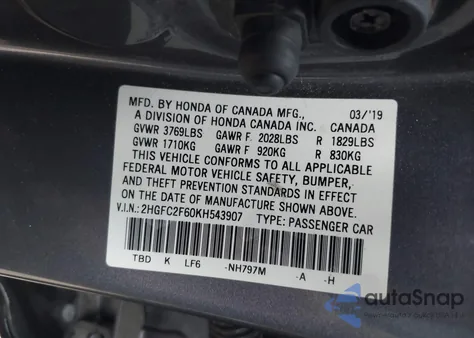 MFD. BY HONDA OF CANADA MFG., 03/'19
A DIVISION OF HONDA CANADA INC. CANADA
GVWR 3769LBS GAWR F. 2028LBS R 1829LBS
GVWR 1710KG GAWR F 920KG R 830KG
THIS VEHICLE CONFORMS TO ALL APPLICABLE
FEDERAL MOTOR VEHICLE SAFETY, BUMPER,
AND THEFT PREVENTION STANDARDS IN EFFECT
ON THE DATE OF MANUFACTURE SHOWN ABOVE.
V.I.N.: 2HGFC2F60KH543907 TYPE: PASSENGER CAR
TBD K LF6 -NH797M -A -H
autoSnap